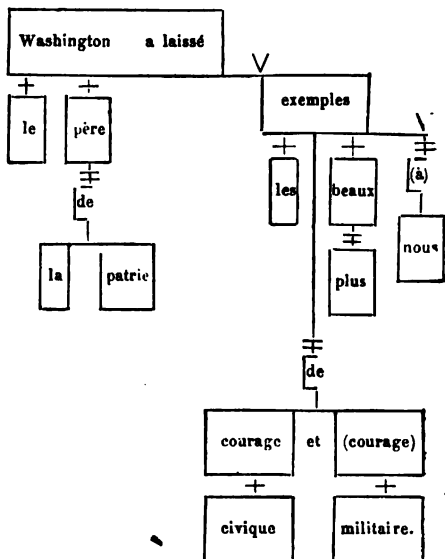 Washington a laissé
exemples
le père
les beaux (à)
de
nous
la patrie
plus
de
courage et (courage)
civique militaire.